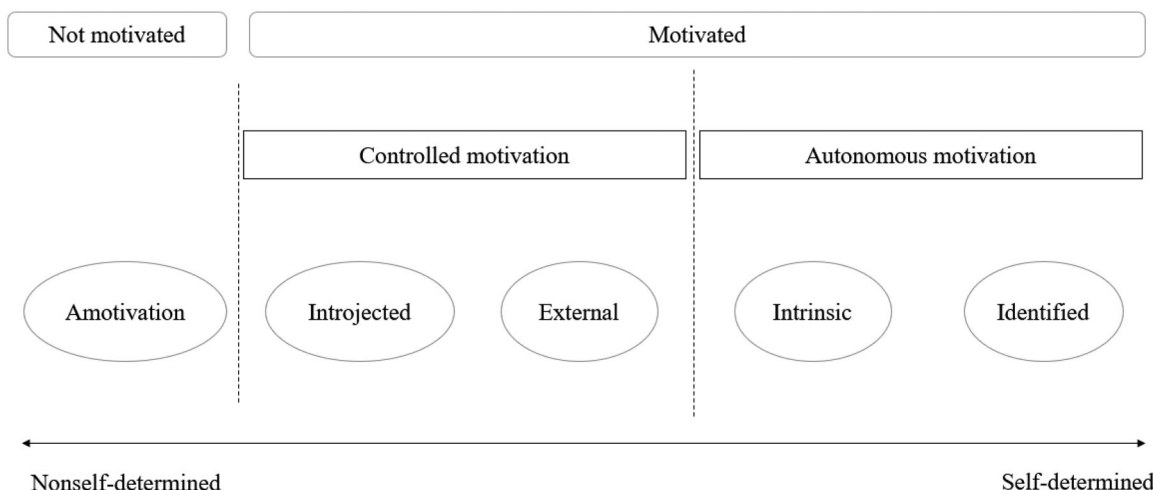 Not motivated
Motivated
Controlled motivation
Autonomous motivation
Amotivation
Introjected
External
Intrinsic
Identified
Nonself-determined
Self-determined